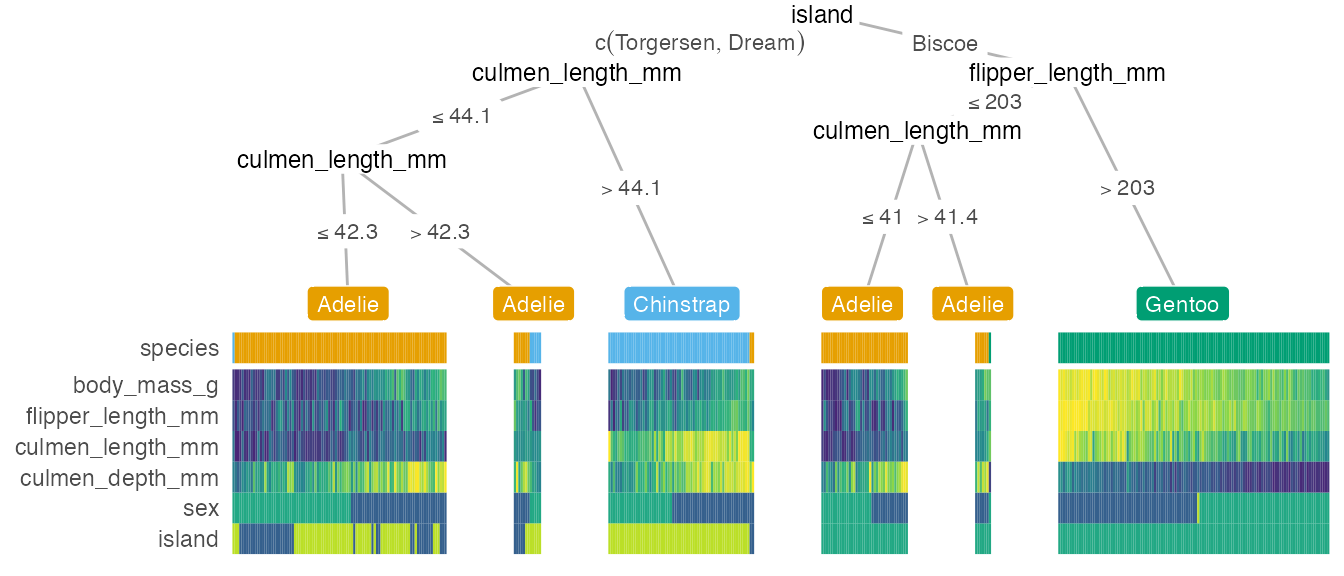 island
c(Torgersen, Dream)
Biscoe
culmen_length_mm
flipper_length_mm
≤ 44.1
≤ 203
culmen_length_mm
culmen_length_mm
> 44.1
> 203
≤ 41
> 41.4
≤ 42.3
> 42.3
Adelie
Adelie
Chinstrap
Adelie
Adelie
Gentoo
species
body_mass_g
flipper_length_mm
culmen_length_mm
culmen_depth_mm
sex
island